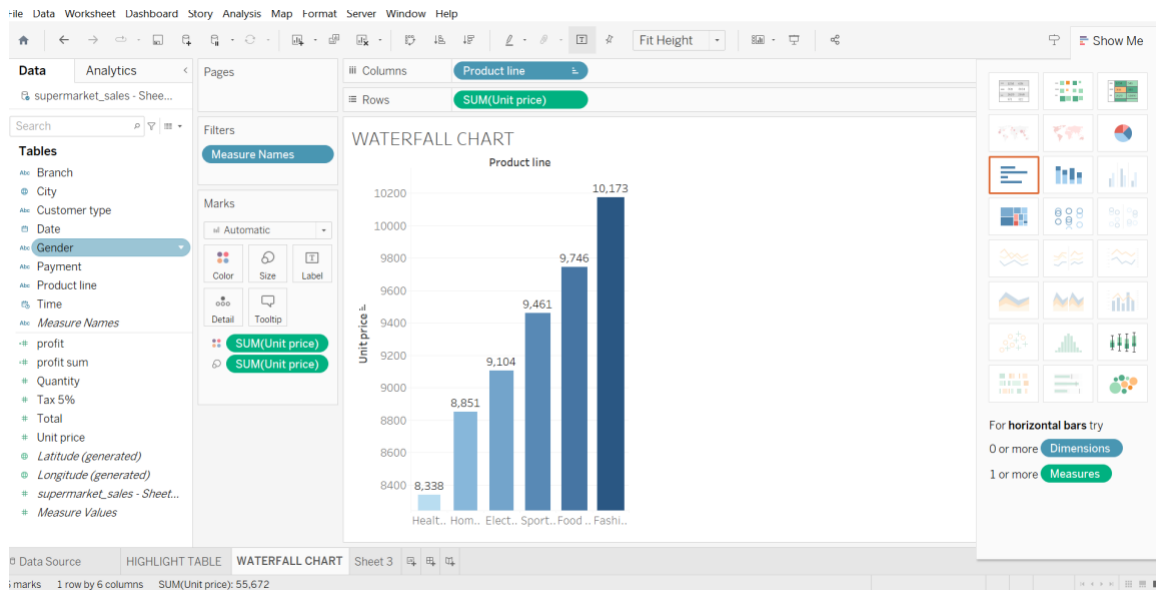 File Data Worksheet Dashboard Story Analysis Map Format Server Window Help
Fit Height
Show Me
Data Analytics
supermarket_sales - Shee...
Search
Tables
Abc Branch
City
Abc Customer type
Date
Abc Gender
Abc Payment
Abc Product line
Time
Abc Measure Names
=# profit
=# profit sum
# Quantity
# Tax 5%
# Total
# Unit price
Latitude (generated)
Longitude (generated)
# supermarket_sales - Sheet...
# Measure Values
Pages
Filters
Measure Names
Marks
Automatic
Color Size Label
Detail Tooltip
SUM(Unit price)
SUM(Unit price)
Columns Product line
Rows SUM(Unit price)
WATERFALL CHART
Product line
Unit price
10200
10000
9800
9600
9400
9200
9000
8800
8600
8400
8,338
8,851
9,104
9,461
9,746
10,173
Healt.. Hom.. Elect.. Sport.. Food .. Fashi..
For horizontal bars try
0 or more Dimensions
1 or more Measures
Data Source HIGHLIGHT TABLE WATERFALL CHART Sheet 3
marks 1 row by 6 columns SUM(Unit price): 55,672